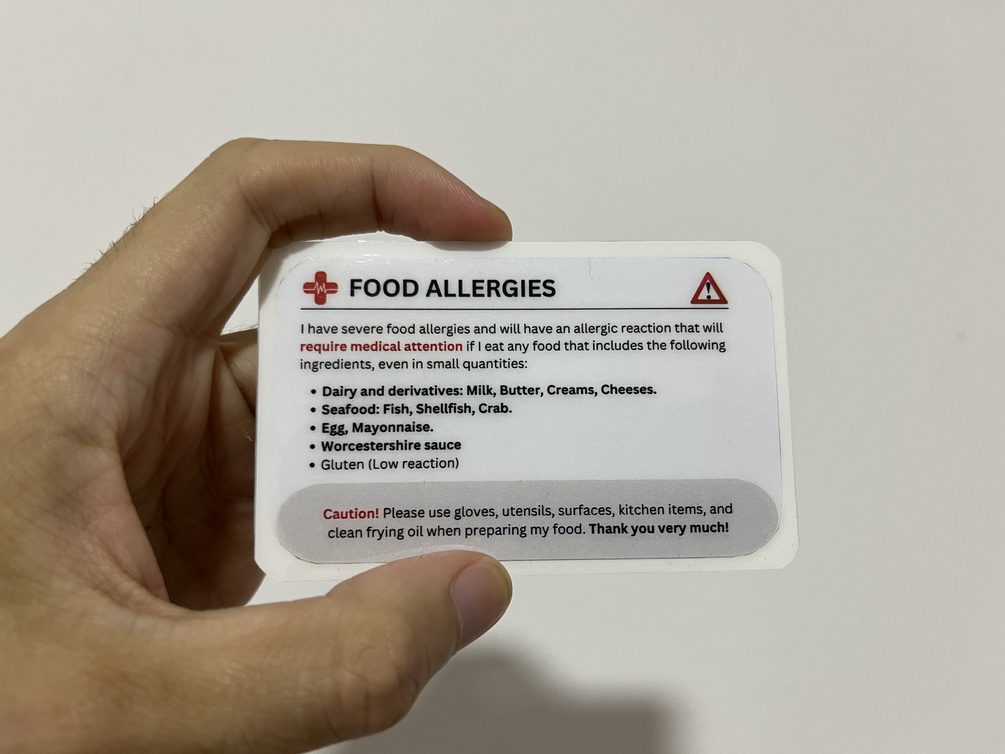 FOOD ALLERGIES
I have severe food allergies and will have an allergic reaction that will
require medical attention if I eat any food that includes the following
ingredients, even in small quantities:
• Dairy and derivatives: Milk, Butter, Creams, Cheeses.
• Seafood: Fish, Shellfish, Crab.
• Egg, Mayonnaise.
• Worcestershire sauce
• Gluten (Low reaction)
Caution! Please use gloves, utensils, surfaces, kitchen items, and
clean frying oil when preparing my food. Thank you very much!